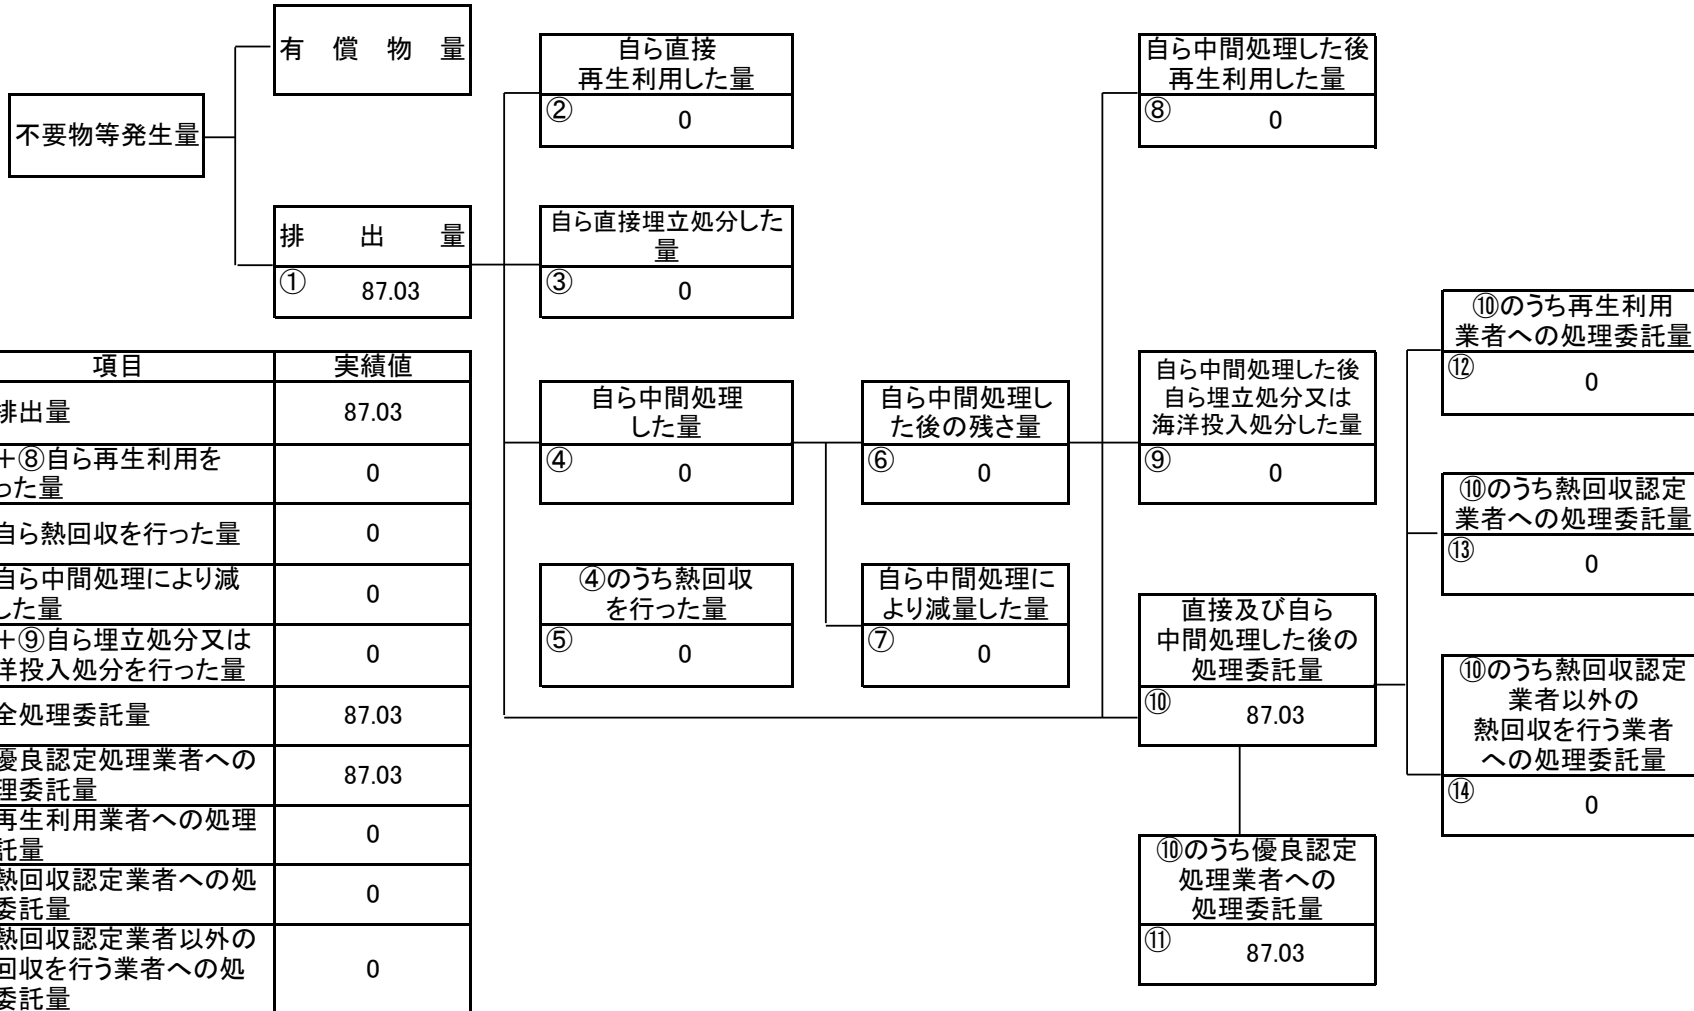 有 償 物 量
不要物等発生量
排 出 量
① 87.03
自ら直接
再生利用した量
② 0
自ら直接埋立処分した
量
③ 0
自ら中間処理
した量
④ 0
④のうち熱回収
を行った量
⑤ 0
自ら中間処理し
た後の残さ量
⑥ 0
自ら中間処理に
より減量した量
⑦ 0
自ら中間処理した後
再生利用した量
⑧ 0
自ら中間処理した後
自ら埋立処分又は
海洋投入処分した量
⑨ 0
直接及び自ら
中間処理した後の
処理委託量
⑩ 87.03
⑩のうち優良認定
処理業者への
処理委託量
⑪ 87.03
⑩のうち再生利用
業者への処理委託量
⑫ 0
⑩のうち熱回収認定
業者への処理委託量
⑬ 0
⑩のうち熱回収認定
業者以外の
熱回収を行う業者
への処理委託量
⑭ 0
項目 実績値
排出量 87.03
+⑧自ら再生利用を
った量 0
自ら熱回収を行った量 0
自ら中間処理により減
した量 0
+⑨自ら埋立処分又は
洋投入処分を行った量 0
全処理委託量 87.03
優良認定処理業者への
理委託量 87.03
再生利用業者への処理
託量 0
熱回収認定業者への処
委託量 0
熱回収認定業者以外の
回収を行う業者への処
委託量 0